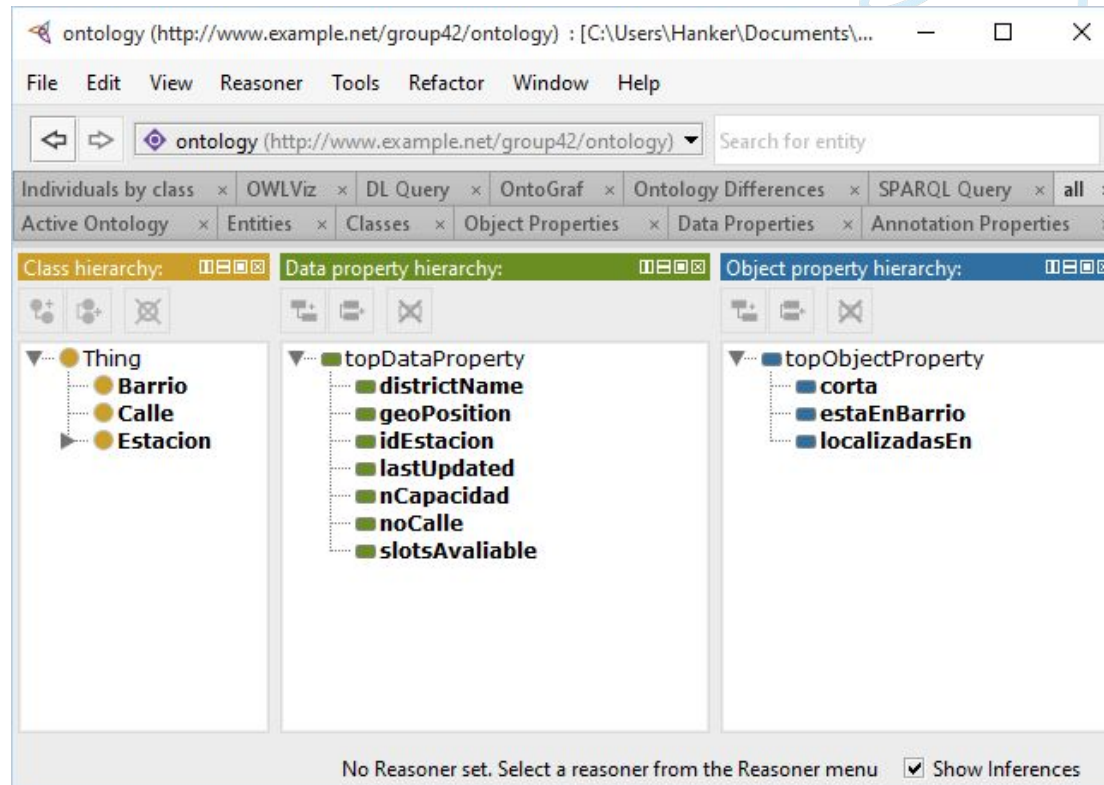 ontology (http://www.example.net/group42/ontology) : [C:\Users\Hanker\Documents\...
File Edit View Reasoner Tools Refactor Window Help
ontology (http://www.example.net/group42/ontology) Search for entity
Individuals by class OWLViz DL Query OntoGraf Ontology Differences SPARQL Query all
Active Ontology Entities Classes Object Properties Data Properties Annotation Properties
Class hierarchy:
Thing
Barrio
Calle
Estacion
Data property hierarchy:
topDataProperty
districtName
geoPosition
idEstacion
lastUpdated
nCapacidad
noCalle
slotsAvaliable
Object property hierarchy:
topObjectProperty
corta
estaEnBarrio
localizadasEn
No Reasoner set. Select a reasoner from the Reasoner menu Show Inferences